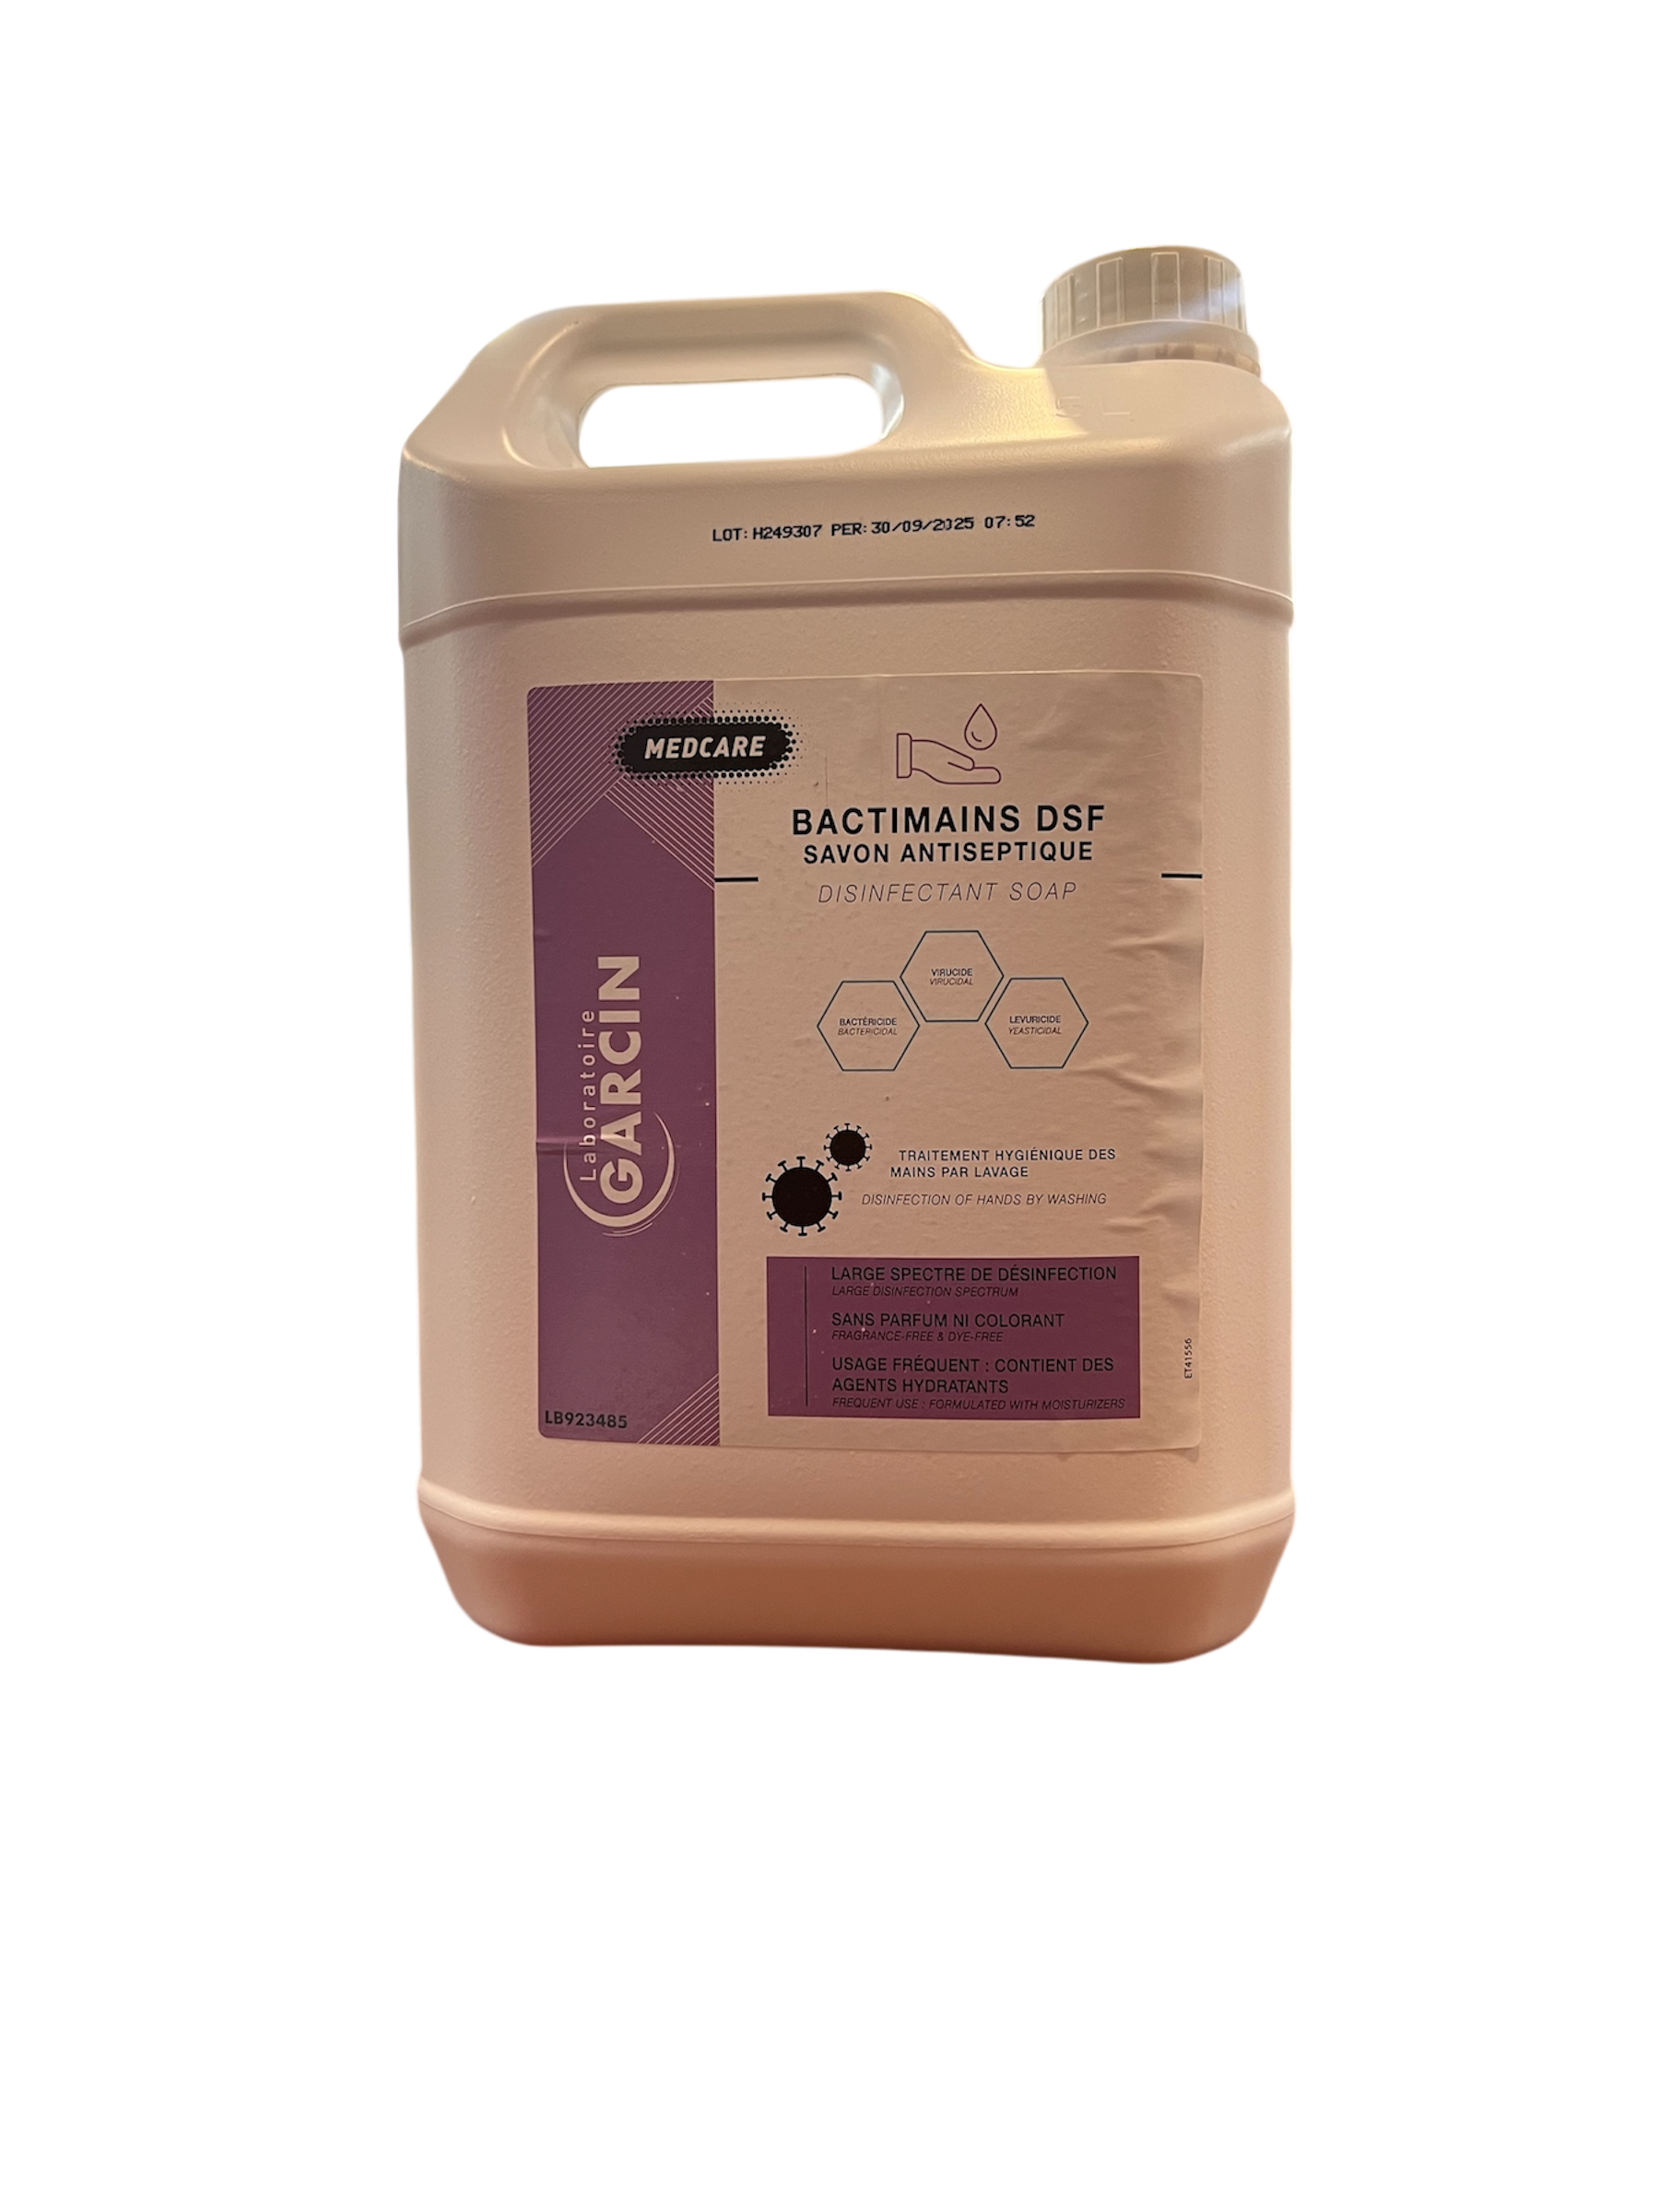 5 L
LOT: H249307 PER: 30/09/2025 07:52
MEDCARE
BACTIMAINS DSF
SAVON ANTISEPTIQUE
DISINFECTANT SOAP
VIRUCIDE
VIRUCIDAL
BACTÉRICIDE
BACTERICIDAL
LEVURICIDE
YEASTICIDAL
Laboratoire
GARCIN
TRAITEMENT HYGIÉNIQUE DES
MAINS PAR LAVAGE
DISINFECTION OF HANDS BY WASHING
LARGE SPECTRE DE DÉSINFECTION
LARGE DISINFECTION SPECTRUM
SANS PARFUM NI COLORANT
FRAGRANCE-FREE & DYE-FREE
USAGE FRÉQUENT : CONTIENT DES
AGENTS HYDRATANTS
FREQUENT USE : FORMULATED WITH MOISTURIZERS
ET41556
LB923485